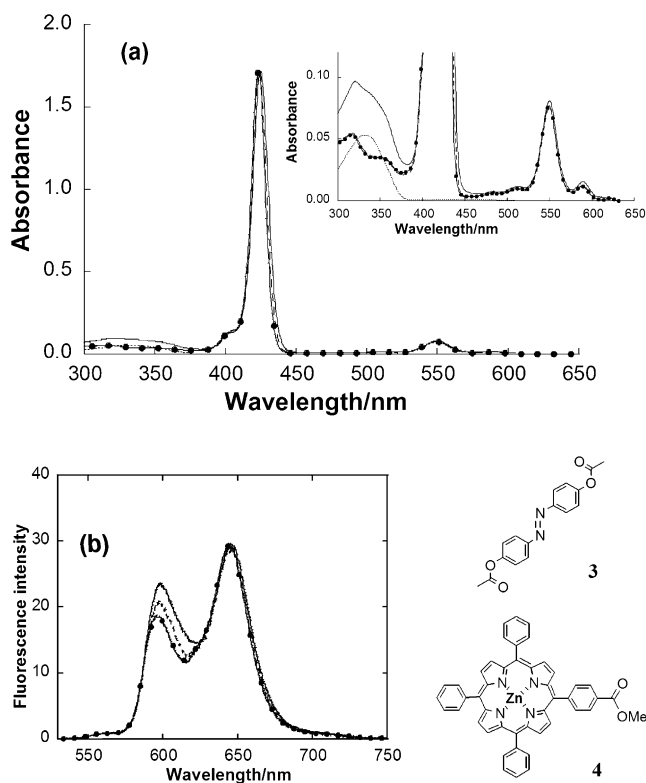 (a)
Absorbance
2.0
1.5
1.0
0.5
0.0
300 350 400 450 500 550 600 650
Wavelength/nm
Absorbance
0.10
0.05
0.00
300 350 400 450 500 550 600 650
Wavelength/nm
(b)
Fluorescence intensity
40
30
20
10
0
550 600 650 700 750
Wavelength/nm
O
O
N
N
O
O
3
N N
Zn
N N
O
OMe
4